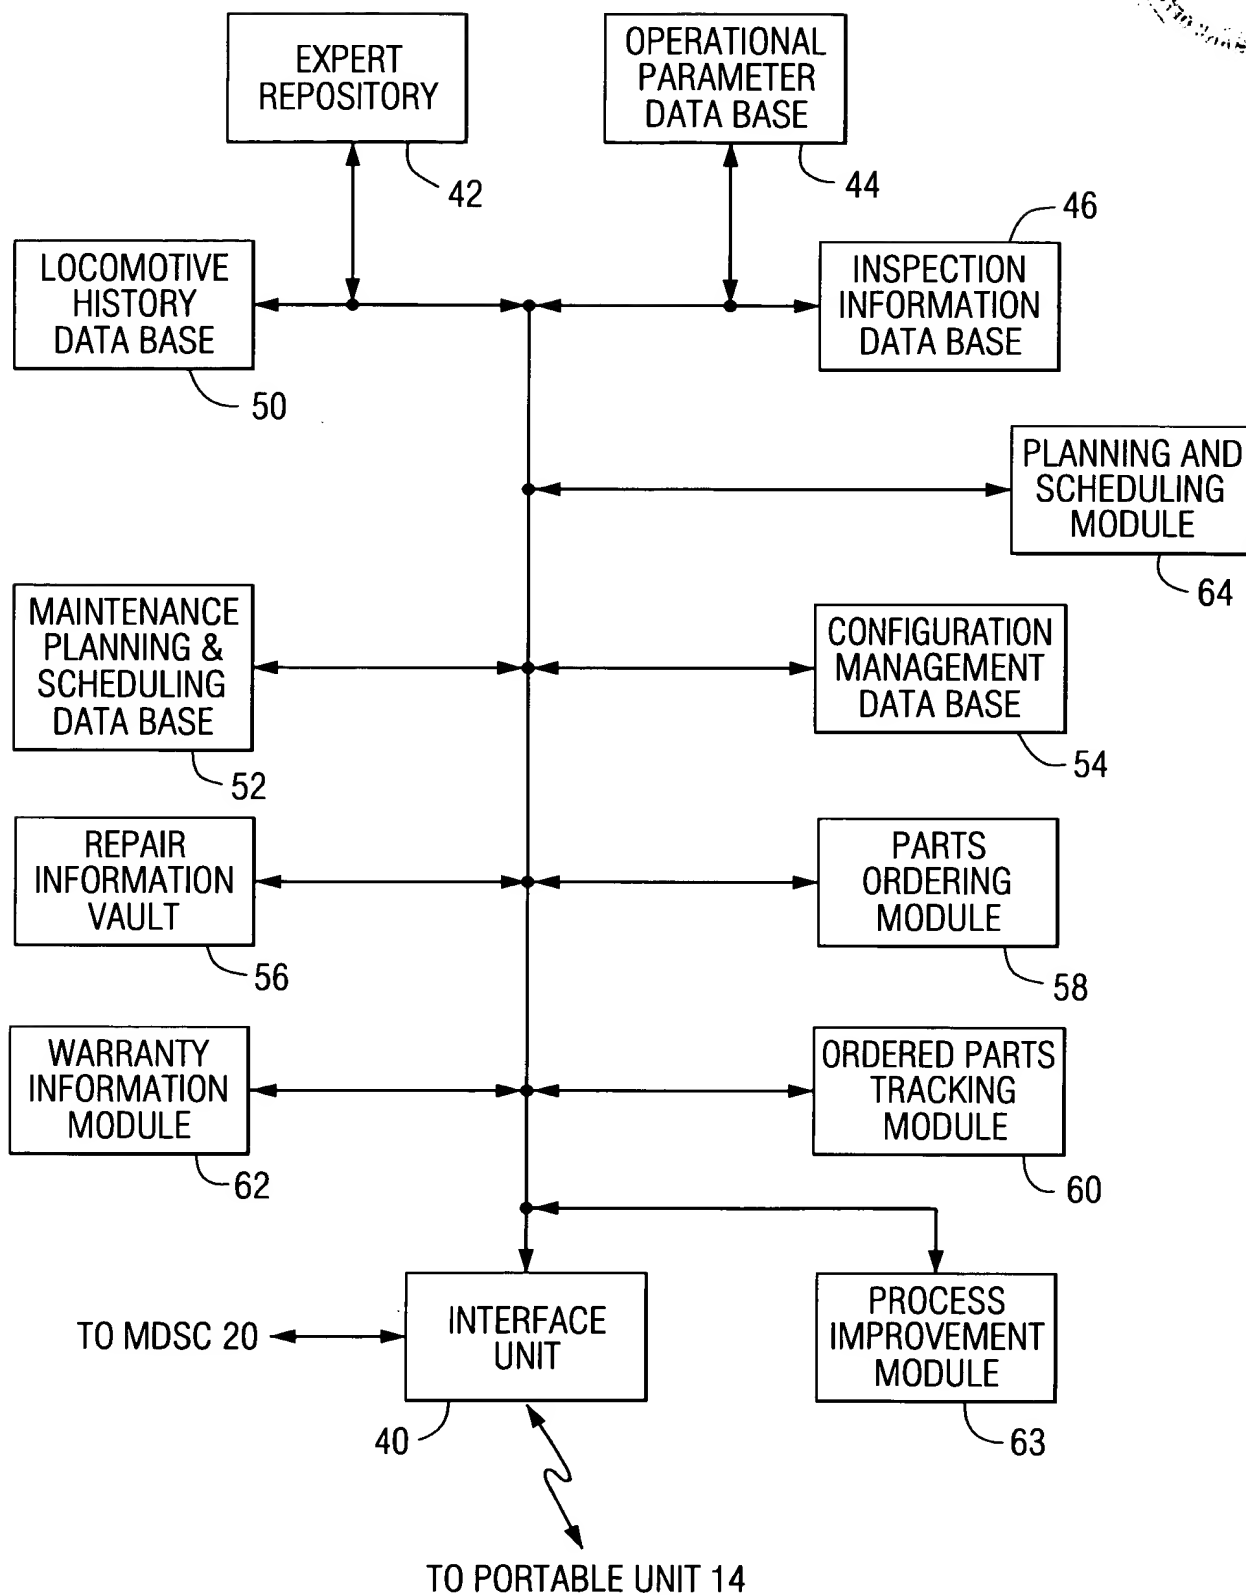 EXPERT
REPOSITORY
42
OPERATIONAL
PARAMETER
DATA BASE
44
LOCOMOTIVE
HISTORY
DATA BASE
50
46
INSPECTION
INFORMATION
DATA BASE
PLANNING AND
SCHEDULING
MODULE
64
MAINTENANCE
PLANNING &
SCHEDULING
DATA BASE
52
CONFIGURATION
MANAGEMENT
DATA BASE
54
REPAIR
INFORMATION
VAULT
56
PARTS
ORDERING
MODULE
58
WARRANTY
INFORMATION
MODULE
62
ORDERED PARTS
TRACKING
MODULE
60
TO MDSC 20
INTERFACE
UNIT
40
PROCESS
IMPROVEMENT
MODULE
63
TO PORTABLE UNIT 14